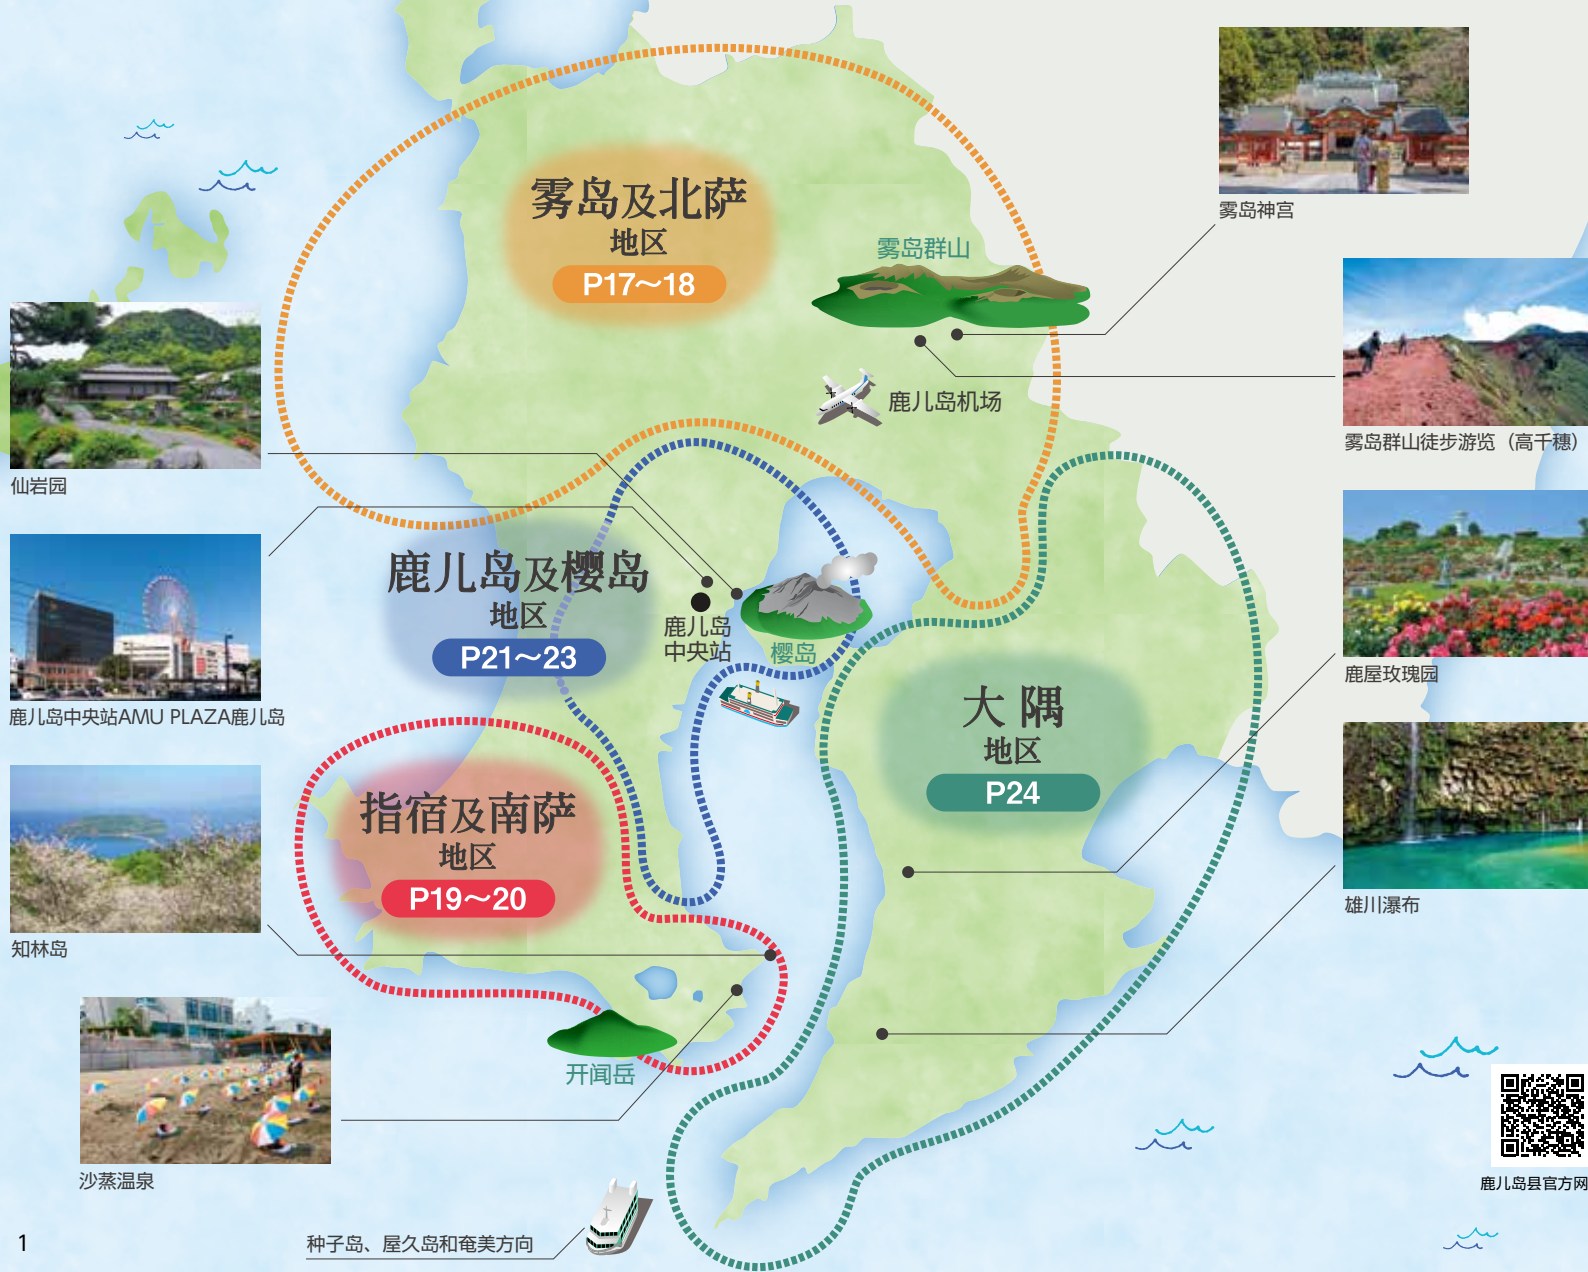 雾岛及北萨
地区
P17～18
雾岛群山
鹿儿岛机场
雾岛神宫
雾岛群山徒步游览（高千穗）
仙岩园
鹿儿岛及樱岛
地区
P21～23
鹿儿岛
中央站
樱岛
鹿屋玫瑰园
鹿儿岛中央站AMU PLAZA鹿儿岛
大隅
地区
P24
指宿及南萨
地区
P19～20
雄川瀑布
知林岛
开闻岳
沙蒸温泉
鹿儿岛县官方网
种子岛、屋久岛和奄美方向
1